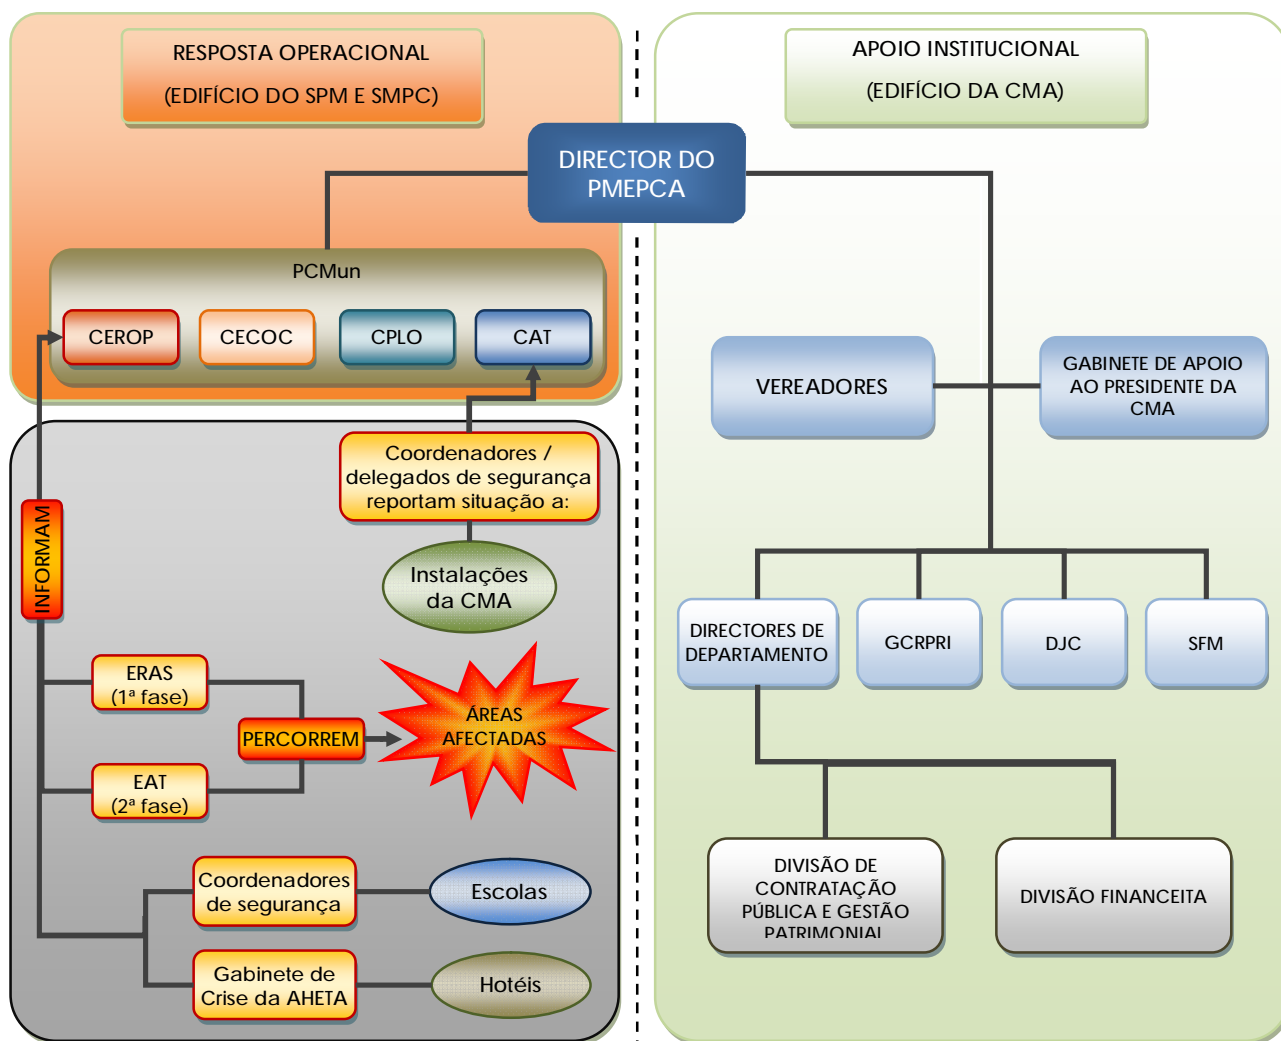 RESPOSTA OPERACIONAL
(EDIFÍCIO DO SPM E SMPC)
APOIO INSTITUCIONAL
(EDIFÍCIO DA CMA)
DIRECTOR DO
PMEPCA
PCMun
CEROP
CECOC
CPLO
CAT
VEREADORES
GABINETE DE APOIO
AO PRESIDENTE DA
CMA
Coordenadores /
delegados de segurança
reportam situação a:
INFORMAM
Instalações
da CMA
DIRECTORES DE
DEPARTAMENTO
GCRPRI
DJC
SFM
ERAS
(1ª fase)
PERCORREM
ÁREAS
AFECTADAS
EAT
(2ª fase)
DIVISÃO DE
CONTRATAÇÃO
PÚBLICA E GESTÃO
PATRIMONIAL
DIVISÃO FINANCEITA
Coordenadores
de segurança
Escolas
Gabinete de
Crise da AHETA
Hotéis